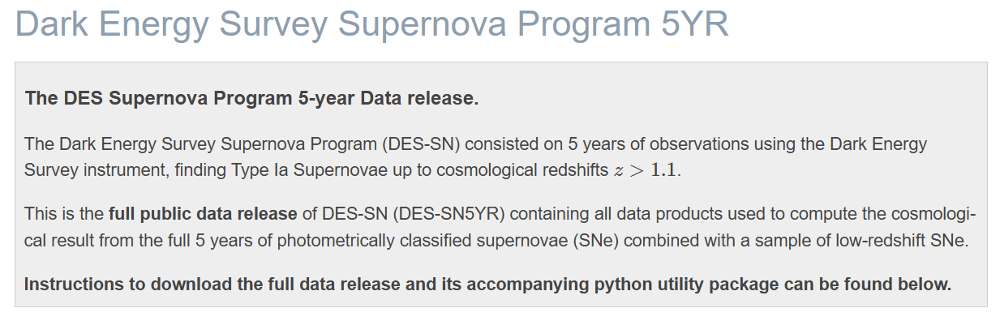 Dark Energy Survey Supernova Program 5YR
The DES Supernova Program 5-year Data release.
The Dark Energy Survey Supernova Program (DES-SN) consisted on 5 years of observations using the Dark Energy
Survey instrument, finding Type Ia Supernovae up to cosmological redshifts z > 1.1.
This is the full public data release of DES-SN (DES-SN5YR) containing all data products used to compute the cosmologi-
cal result from the full 5 years of photometrically classified supernovae (SNe) combined with a sample of low-redshift SNe.
Instructions to download the full data release and its accompanying python utility package can be found below.